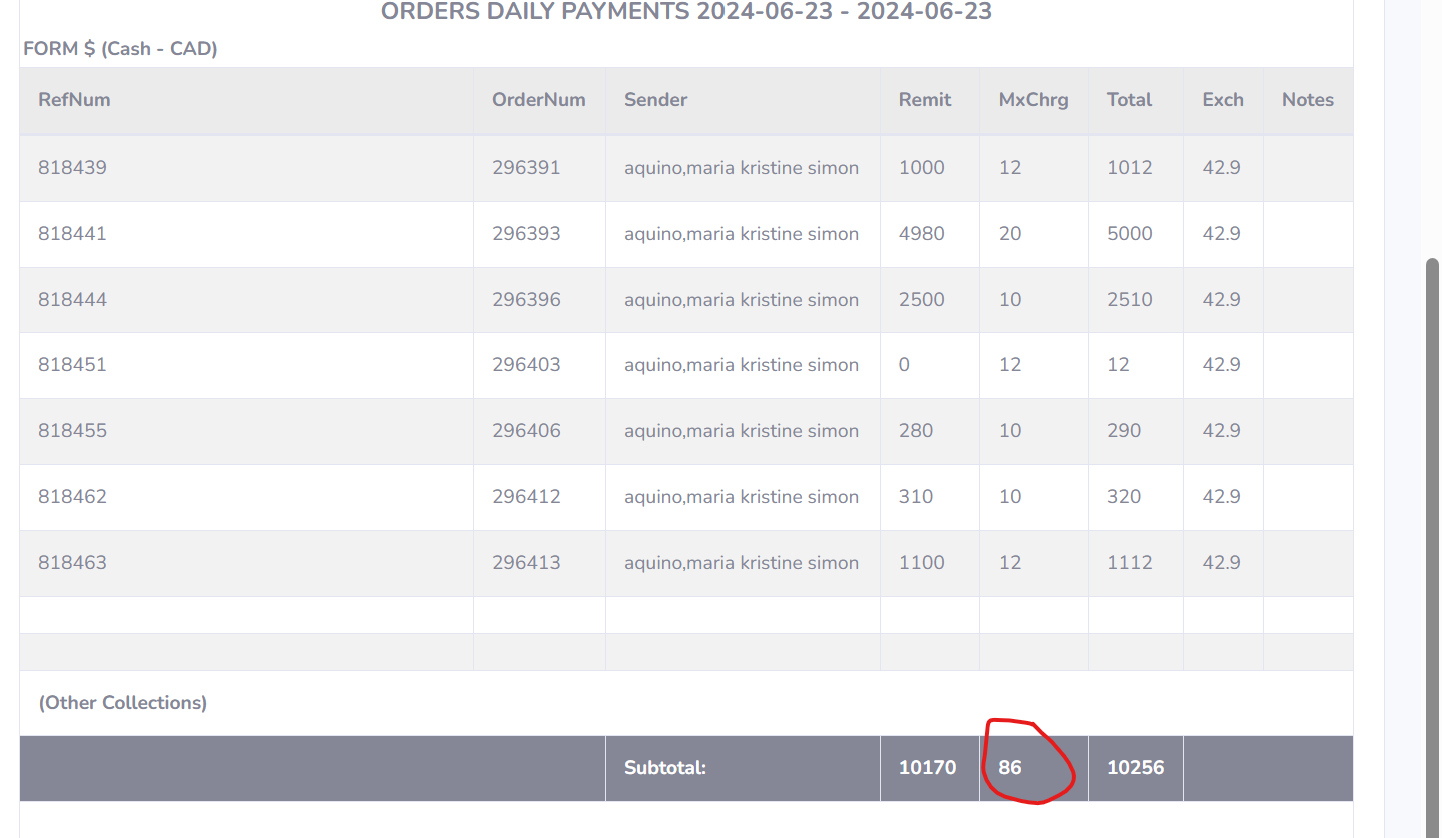 ORDERS DAILY PAYMENTS 2024-06-23 - 2024-06-23
FORM $ (Cash - CAD)
RefNum OrderNum Sender Remit MxChrg Total Exch Notes
818439 296391 aquino,maria kristine simon 1000 12 1012 42.9
818441 296393 aquino,maria kristine simon 4980 20 5000 42.9
818444 296396 aquino,maria kristine simon 2500 10 2510 42.9
818451 296403 aquino,maria kristine simon 0 12 12 42.9
818455 296406 aquino,maria kristine simon 280 10 290 42.9
818462 296412 aquino,maria kristine simon 310 10 320 42.9
818463 296413 aquino,maria kristine simon 1100 12 1112 42.9
(Other Collections)
Subtotal: 10170 86 10256